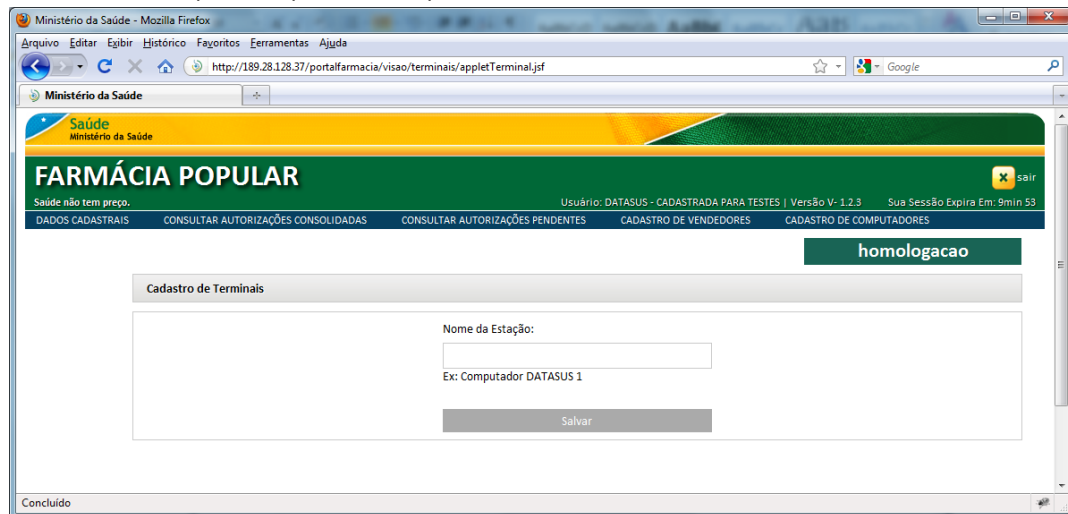 Ministério da Saúde - Mozilla Firefox
Arquivo Editar Exibir Histórico Favoritos Ferramentas Ajuda
http://189.28.128.37/portalfarmacia/visao/terminais/appletTerminal.jsf
Google
Ministério da Saúde
Saúde
Ministério da Saúde
FARMÁCIA POPULAR
sair
Saúde não tem preço.
Usuário: DATASUS - CADASTRADA PARA TESTES | Versão V- 1.2.3 Sua Sessão Expira Em: 9min 53
DADOS CADASTRAIS CONSULTAR AUTORIZAÇÕES CONSOLIDADAS CONSULTAR AUTORIZAÇÕES PENDENTES CADASTRO DE VENDEDORES CADASTRO DE COMPUTADORES
homologacao
Cadastro de Terminais
Nome da Estação:
Ex: Computador DATASUS 1
Salvar
Concluído